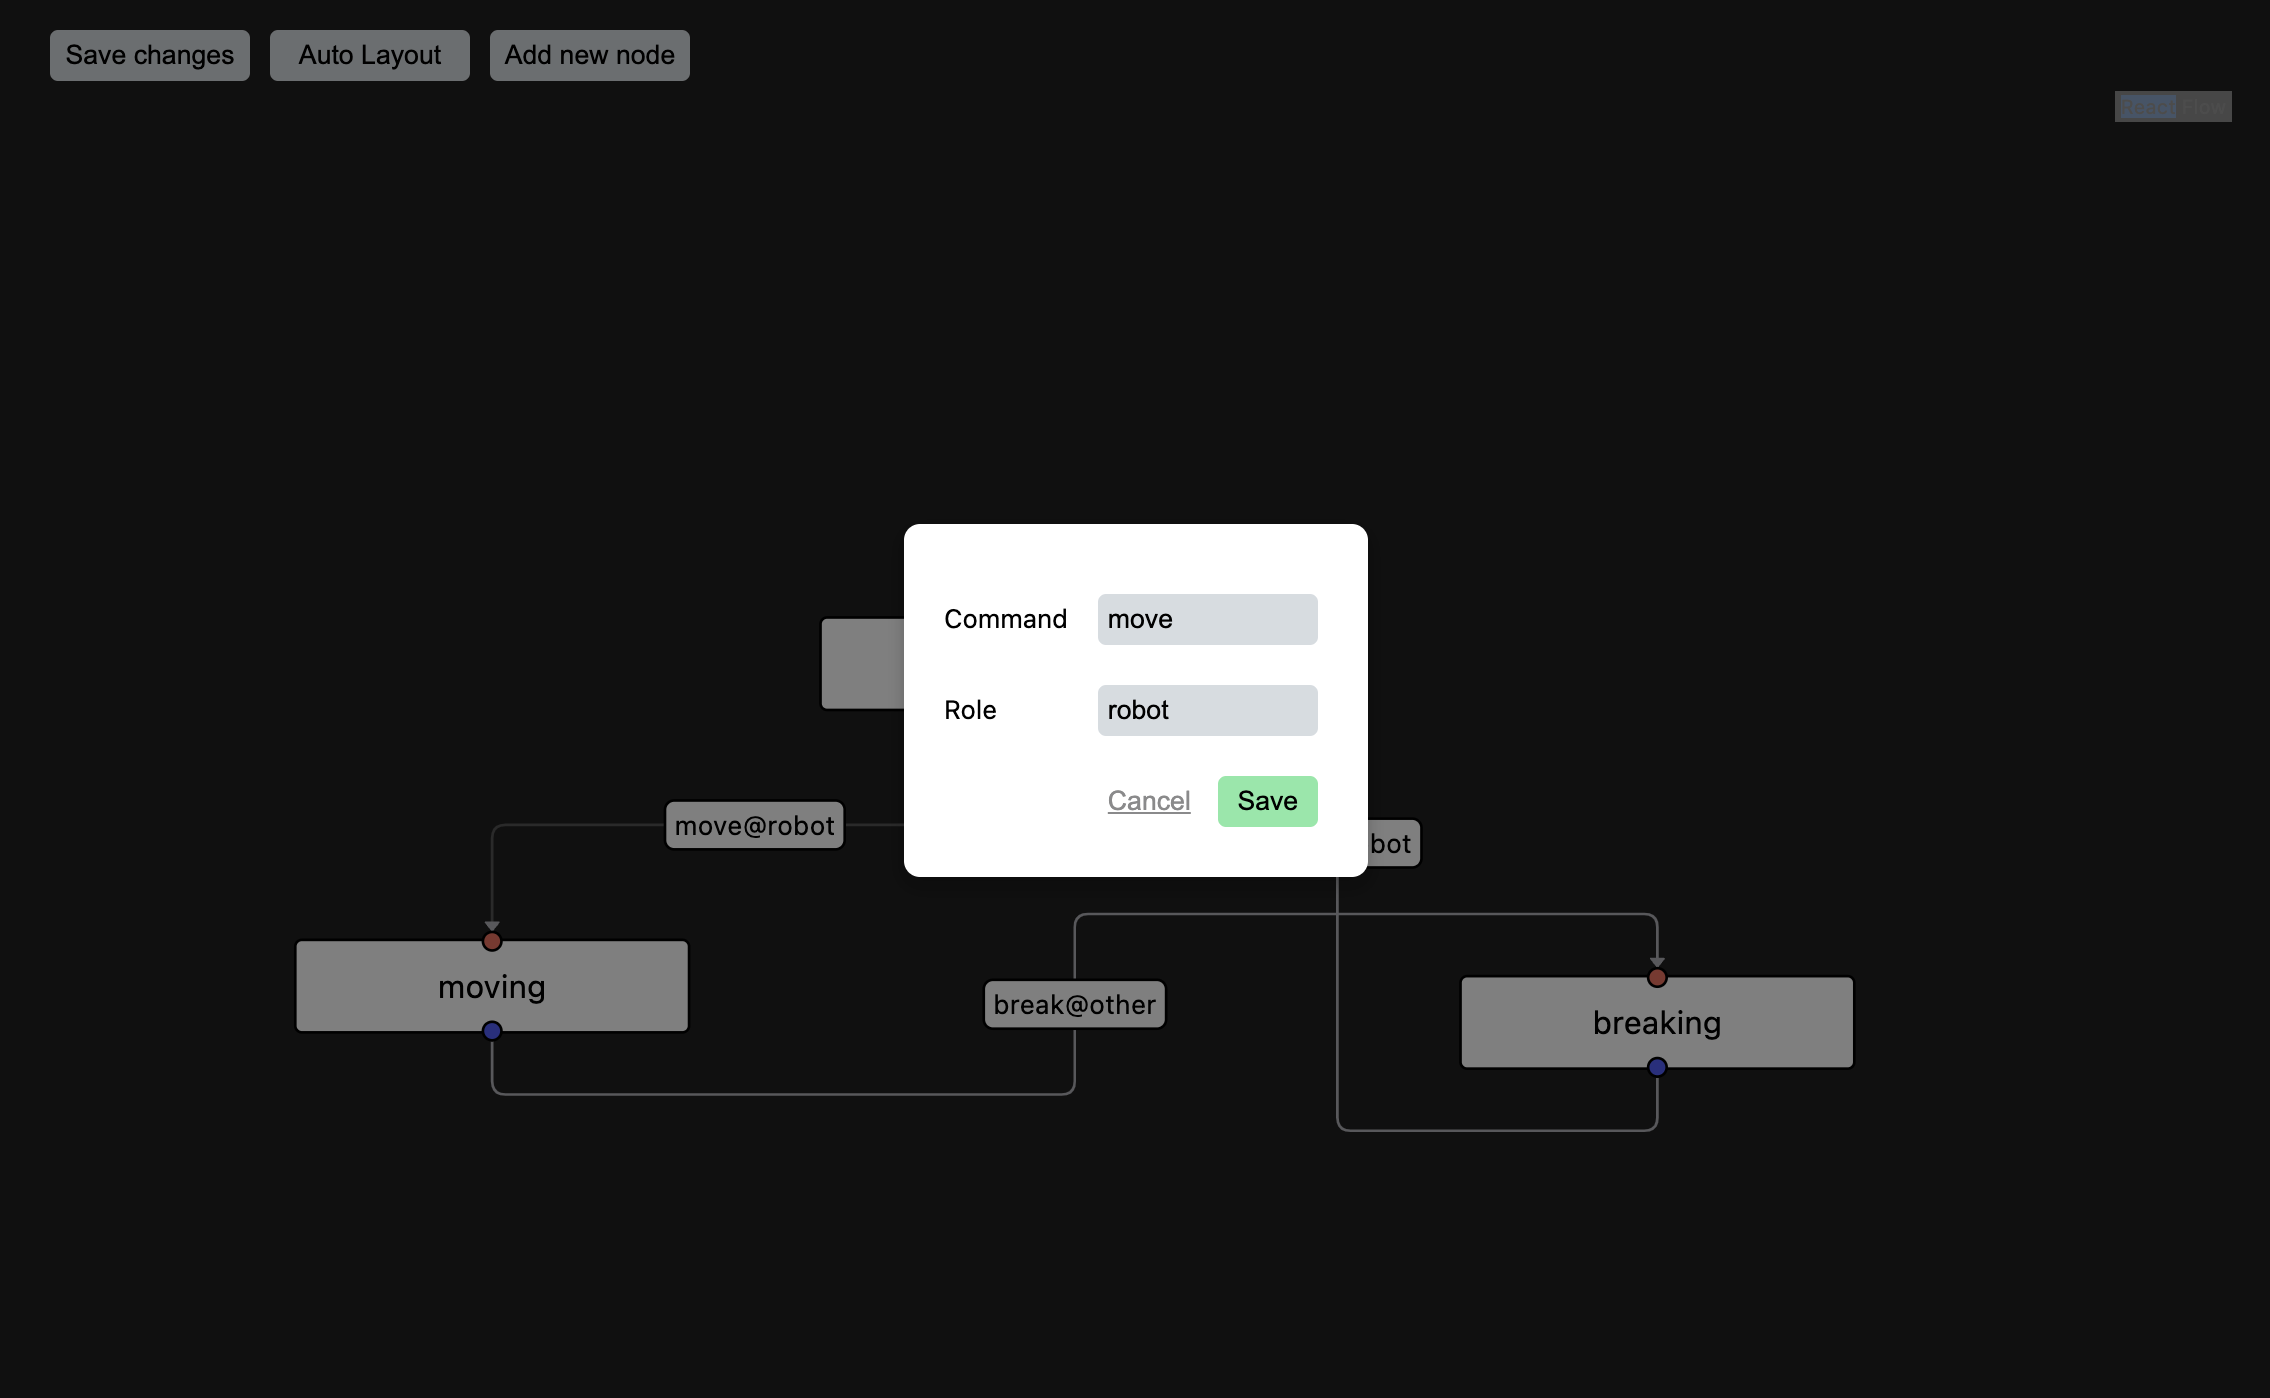 Save changes
Auto Layout
Add new node
React Flow
Command
move
Role
robot
Cancel
Save
move@robot
bot
moving
break@other
breaking